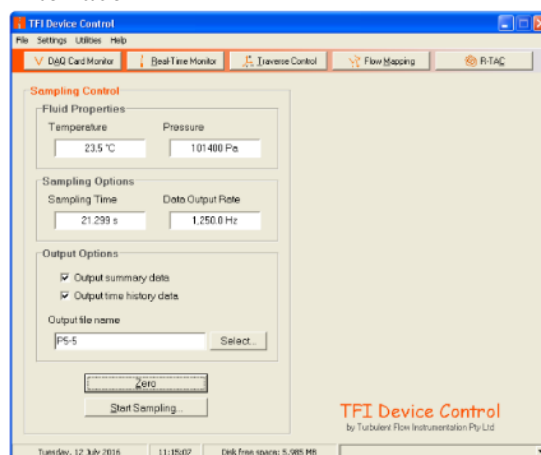 TFI Device Control
File Settings Utilities Help
DAQ Card Monitor Real-Time Monitor Traverse Control Flow Mapping R-TAC
Sampling Control
Fluid Properties
Temperature Pressure
23.5 °C 101400 Pa
Sampling Options
Sampling Time Data Output Rate
21.299 s 1,250.0 Hz
Output Options
Output summary data
Output time history data
Output file name
P5-5 Select...
Zero
Start Sampling...
TFI Device Control
by Turbulent Flow Instrumentation Pty Ltd
Tuesday, 12 July 2016 11:15:07 Disk free space: 5,985 MB